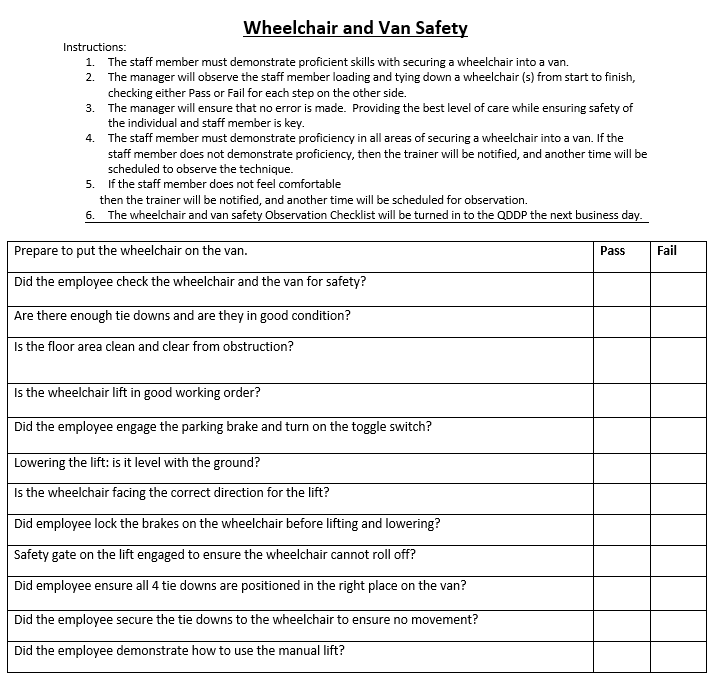 Wheelchair and Van Safety
Instructions:
1. The staff member must demonstrate proficient skills with securing a wheelchair into a van.
2. The manager will observe the staff member loading and tying down a wheelchair (s) from start to finish,
checking either Pass or Fail for each step on the other side.
3. The manager will ensure that no error is made. Providing the best level of care while ensuring safety of
the individual and staff member is key.
4. The staff member must demonstrate proficiency in all areas of securing a wheelchair into a van. If the
staff member does not demonstrate proficiency, then the trainer will be notified, and another time will be
scheduled to observe the technique.
5. If the staff member does not feel comfortable
then the trainer will be notified, and another time will be scheduled for observation.
6. The wheelchair and van safety Observation Checklist will be turned in to the QDDP the next business day.
Prepare to put the wheelchair on the van. Pass Fail
Did the employee check the wheelchair and the van for safety?
Are there enough tie downs and are they in good condition?
Is the floor area clean and clear from obstruction?
Is the wheelchair lift in good working order?
Did the employee engage the parking brake and turn on the toggle switch?
Lowering the lift: is it level with the ground?
Is the wheelchair facing the correct direction for the lift?
Did employee lock the brakes on the wheelchair before lifting and lowering?
Safety gate on the lift engaged to ensure the wheelchair cannot roll off?
Did employee ensure all 4 tie downs are positioned in the right place on the van?
Did the employee secure the tie downs to the wheelchair to ensure no movement?
Did the employee demonstrate how to use the manual lift?